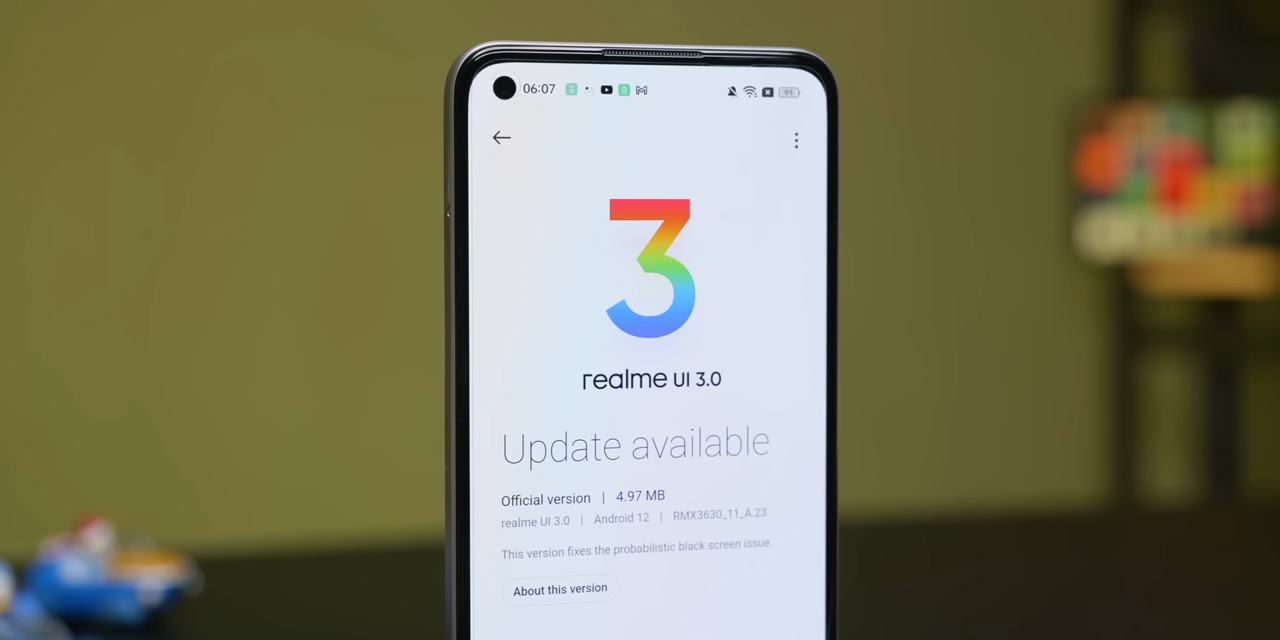 06:07 91
3
realme UI 3.0
Update available
Official version | 4.97 MB
realme UI 3.0 | Android 12 | RMX3630_11_A.23
This version fixes the probabilistic black screen issue.
About this version